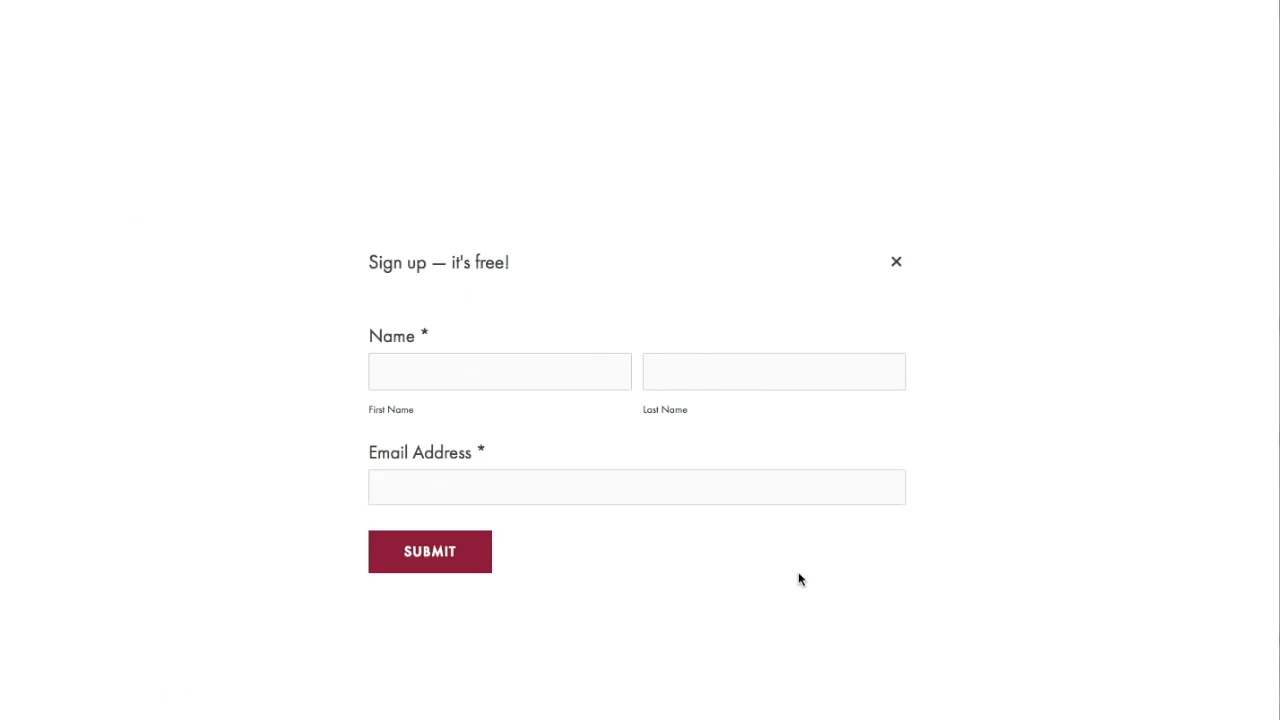 Sign up — it's free!
×
Name *
First Name Last Name
Email Address *
SUBMIT